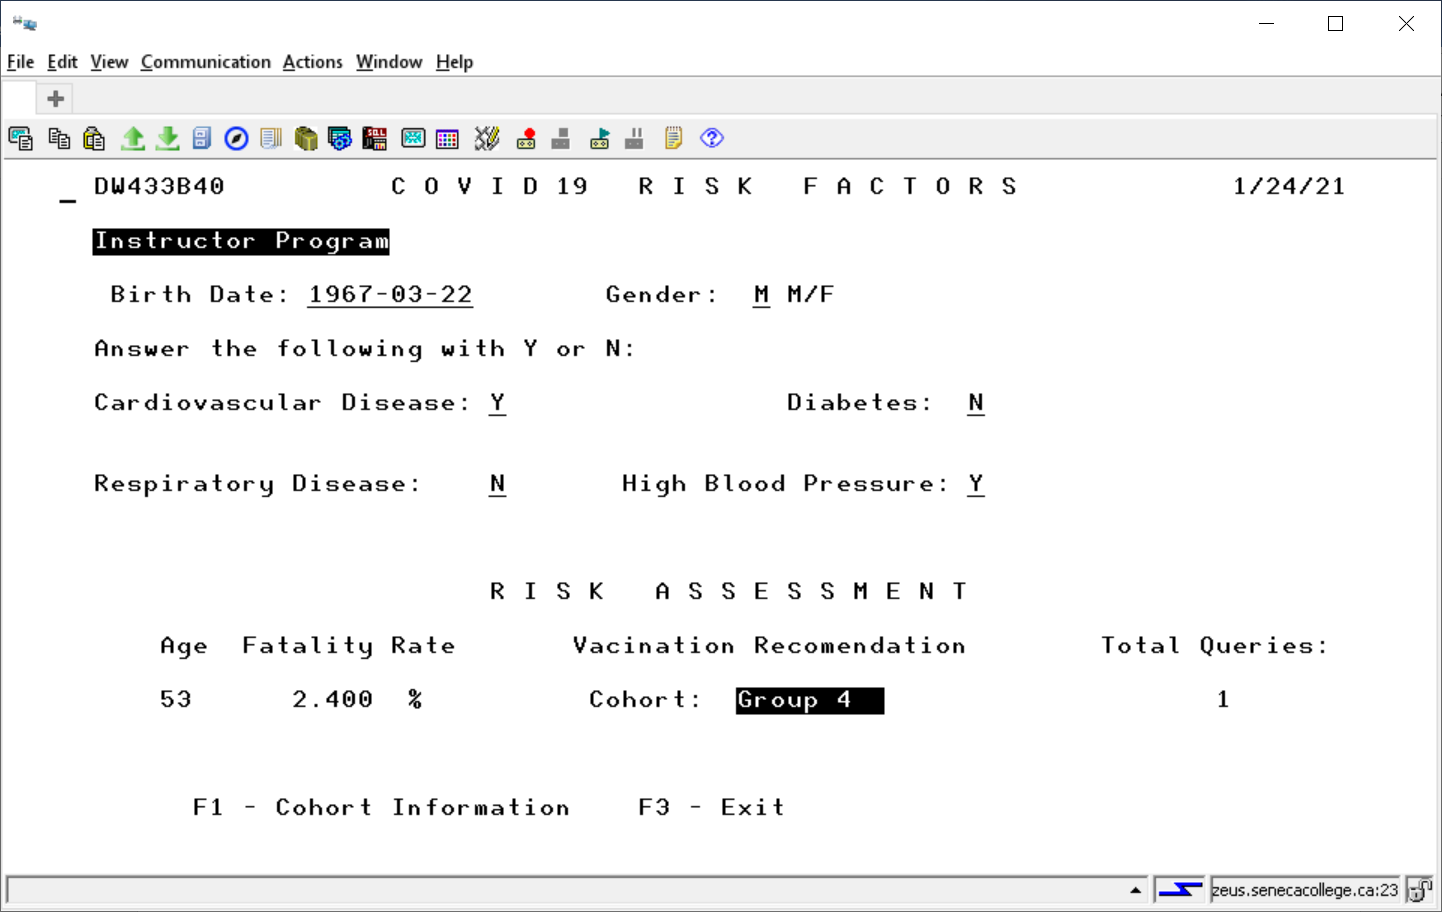 File Edit View Communication Actions Window Help
DW433B40 C O V I D 19 R I S K F A C T O R S 1/24/21
Instructor Program
Birth Date: 1967-03-22 Gender: M M/F
Answer the following with Y or N:
Cardiovascular Disease: Y Diabetes: N
Respiratory Disease: N High Blood Pressure: Y
R I S K A S S E S S M E N T
Age Fatality Rate Vacination Recomendation Total Queries:
53 2.400 % Cohort: Group 4 1
F1 - Cohort Information F3 - Exit
zeus.senecacollege.ca:23